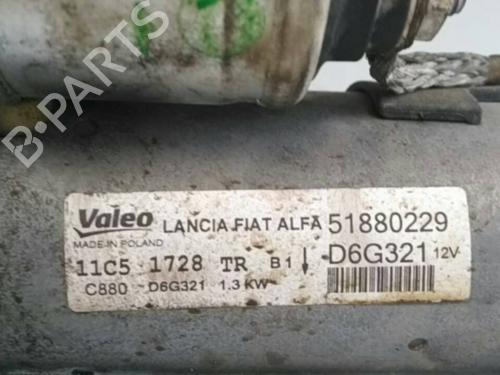 B-PARTS
Valeo LANCIA FIAT ALFA 51880229
MADE IN POLAND
D6G321 12V
11C5 1728 TR B1↓
C880 D6G321 1.3 KW